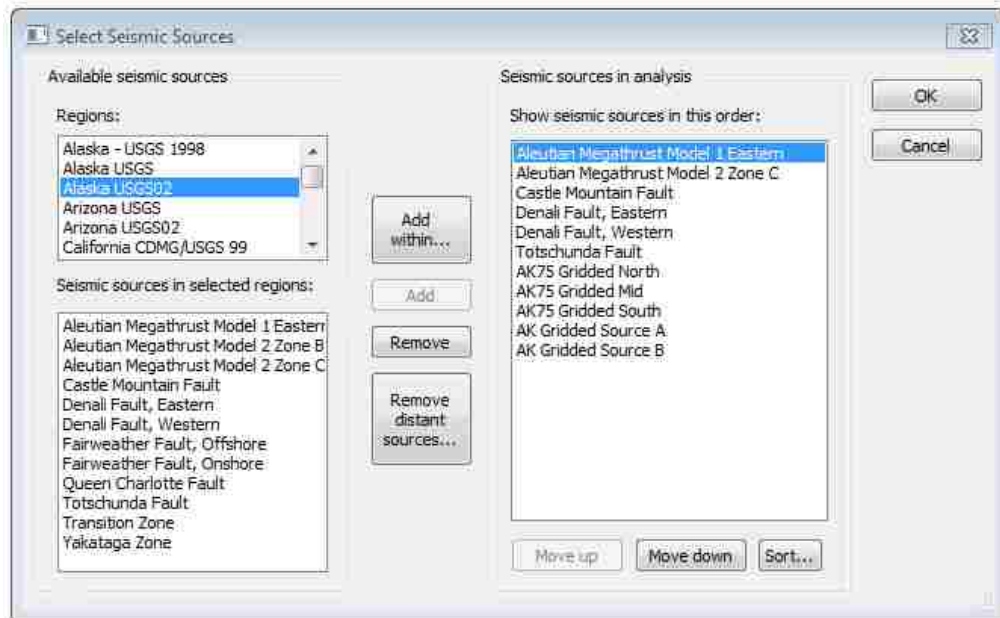 Select Seismic Sources
Available seismic sources
Regions:
Alaska - USGS 1998
Alaska USGS
Alaska USGS02
Arizona USGS
Arizona USGS02
California CDMG/USGS 99
Seismic sources in selected regions:
Aleutian Megathrust Model 1 Eastern
Aleutian Megathrust Model 2 Zone B
Aleutian Megathrust Model 2 Zone C
Castle Mountain Fault
Denali Fault, Eastern
Denali Fault, Western
Fairweather Fault, Offshore
Fairweather Fault, Onshore
Queen Charlotte Fault
Totschunda Fault
Transition Zone
Yakataga Zone
Add
within...
Add
Remove
Remove
distant
sources...
Seismic sources in analysis
Show seismic sources in this order:
Aleutian Megathrust Model 1 Eastern
Aleutian Megathrust Model 2 Zone C
Castle Mountain Fault
Denali Fault, Eastern
Denali Fault, Western
Totschunda Fault
AK75 Gridded North
AK75 Gridded Mid
AK75 Gridded South
AK Gridded Source A
AK Gridded Source B
Move up
Move down
Sort...
OK
Cancel